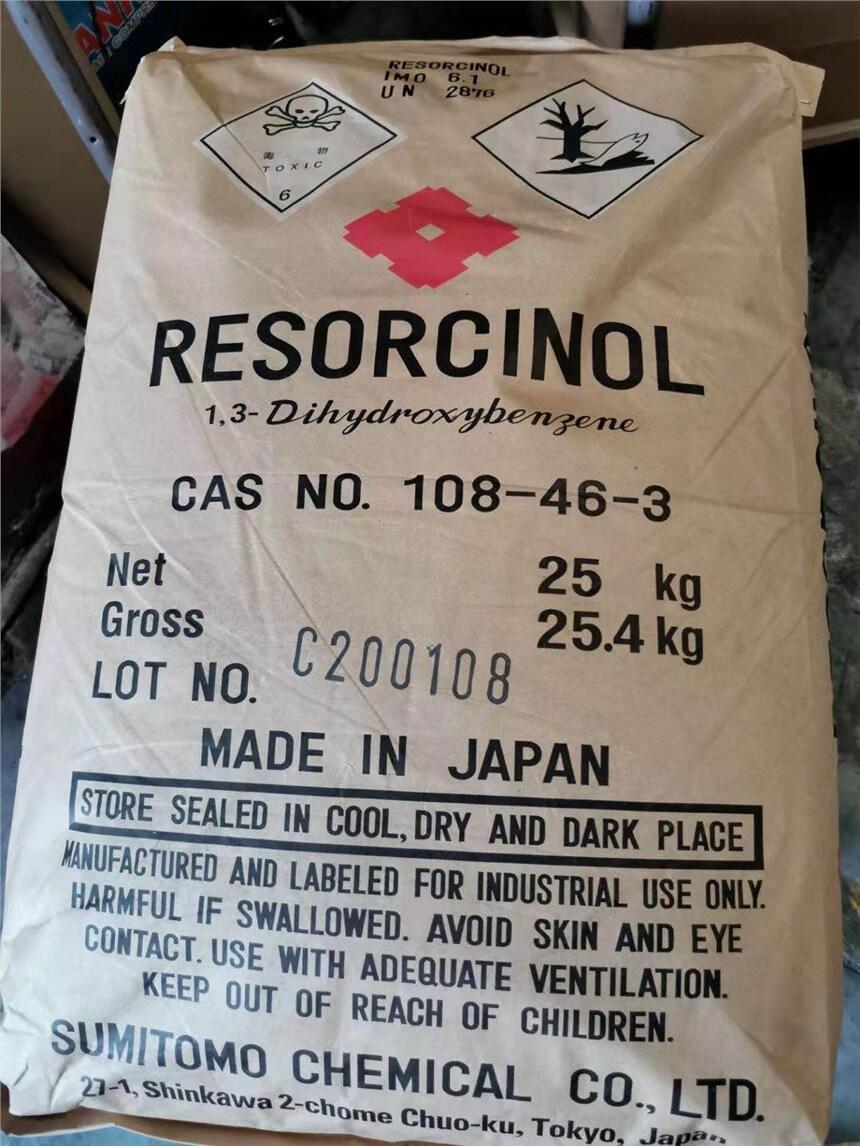 RESORCINOL
IMO 6.1
UN 2876
毒 物
TOXIC
6
RESORCINOL
1,3-Dihydroxybenzene
CAS NO. 108-46-3
Net 25 kg
Gross 25.4 kg
LOT NO. C200108
MADE IN JAPAN
STORE SEALED IN COOL, DRY AND DARK PLACE
MANUFACTURED AND LABELED FOR INDUSTRIAL USE ONLY.
HARMFUL IF SWALLOWED. AVOID SKIN AND EYE
CONTACT. USE WITH ADEQUATE VENTILATION.
KEEP OUT OF REACH OF CHILDREN.
SUMITOMO CHEMICAL CO., LTD.
27-1, Shinkawa 2-chome Chuo-ku, Tokyo, Japan